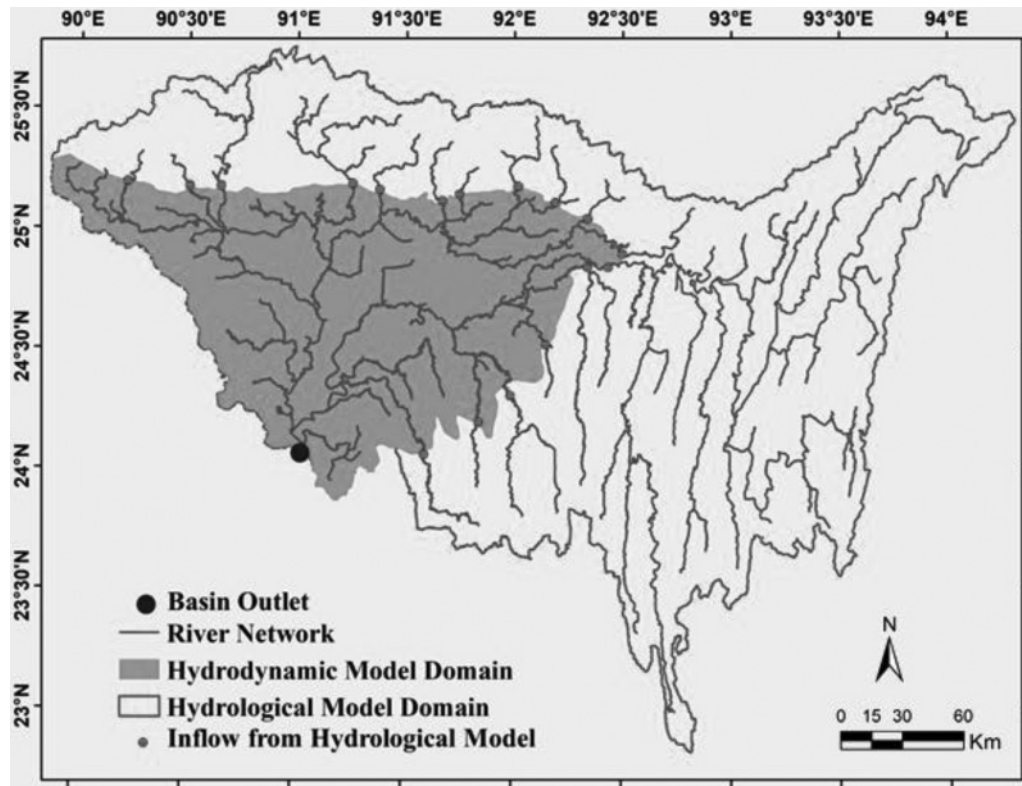 90°E 90°30'E 91°E 91°30'E 92°E 92°30'E 93°E 93°30'E 94°E
25°30'N
25°N
24°30'N
24°N
23°30'N
23°N
Basin Outlet
River Network
Hydrodynamic Model Domain
Hydrological Model Domain
Inflow from Hydrological Model
N
0 15 30 60
Km